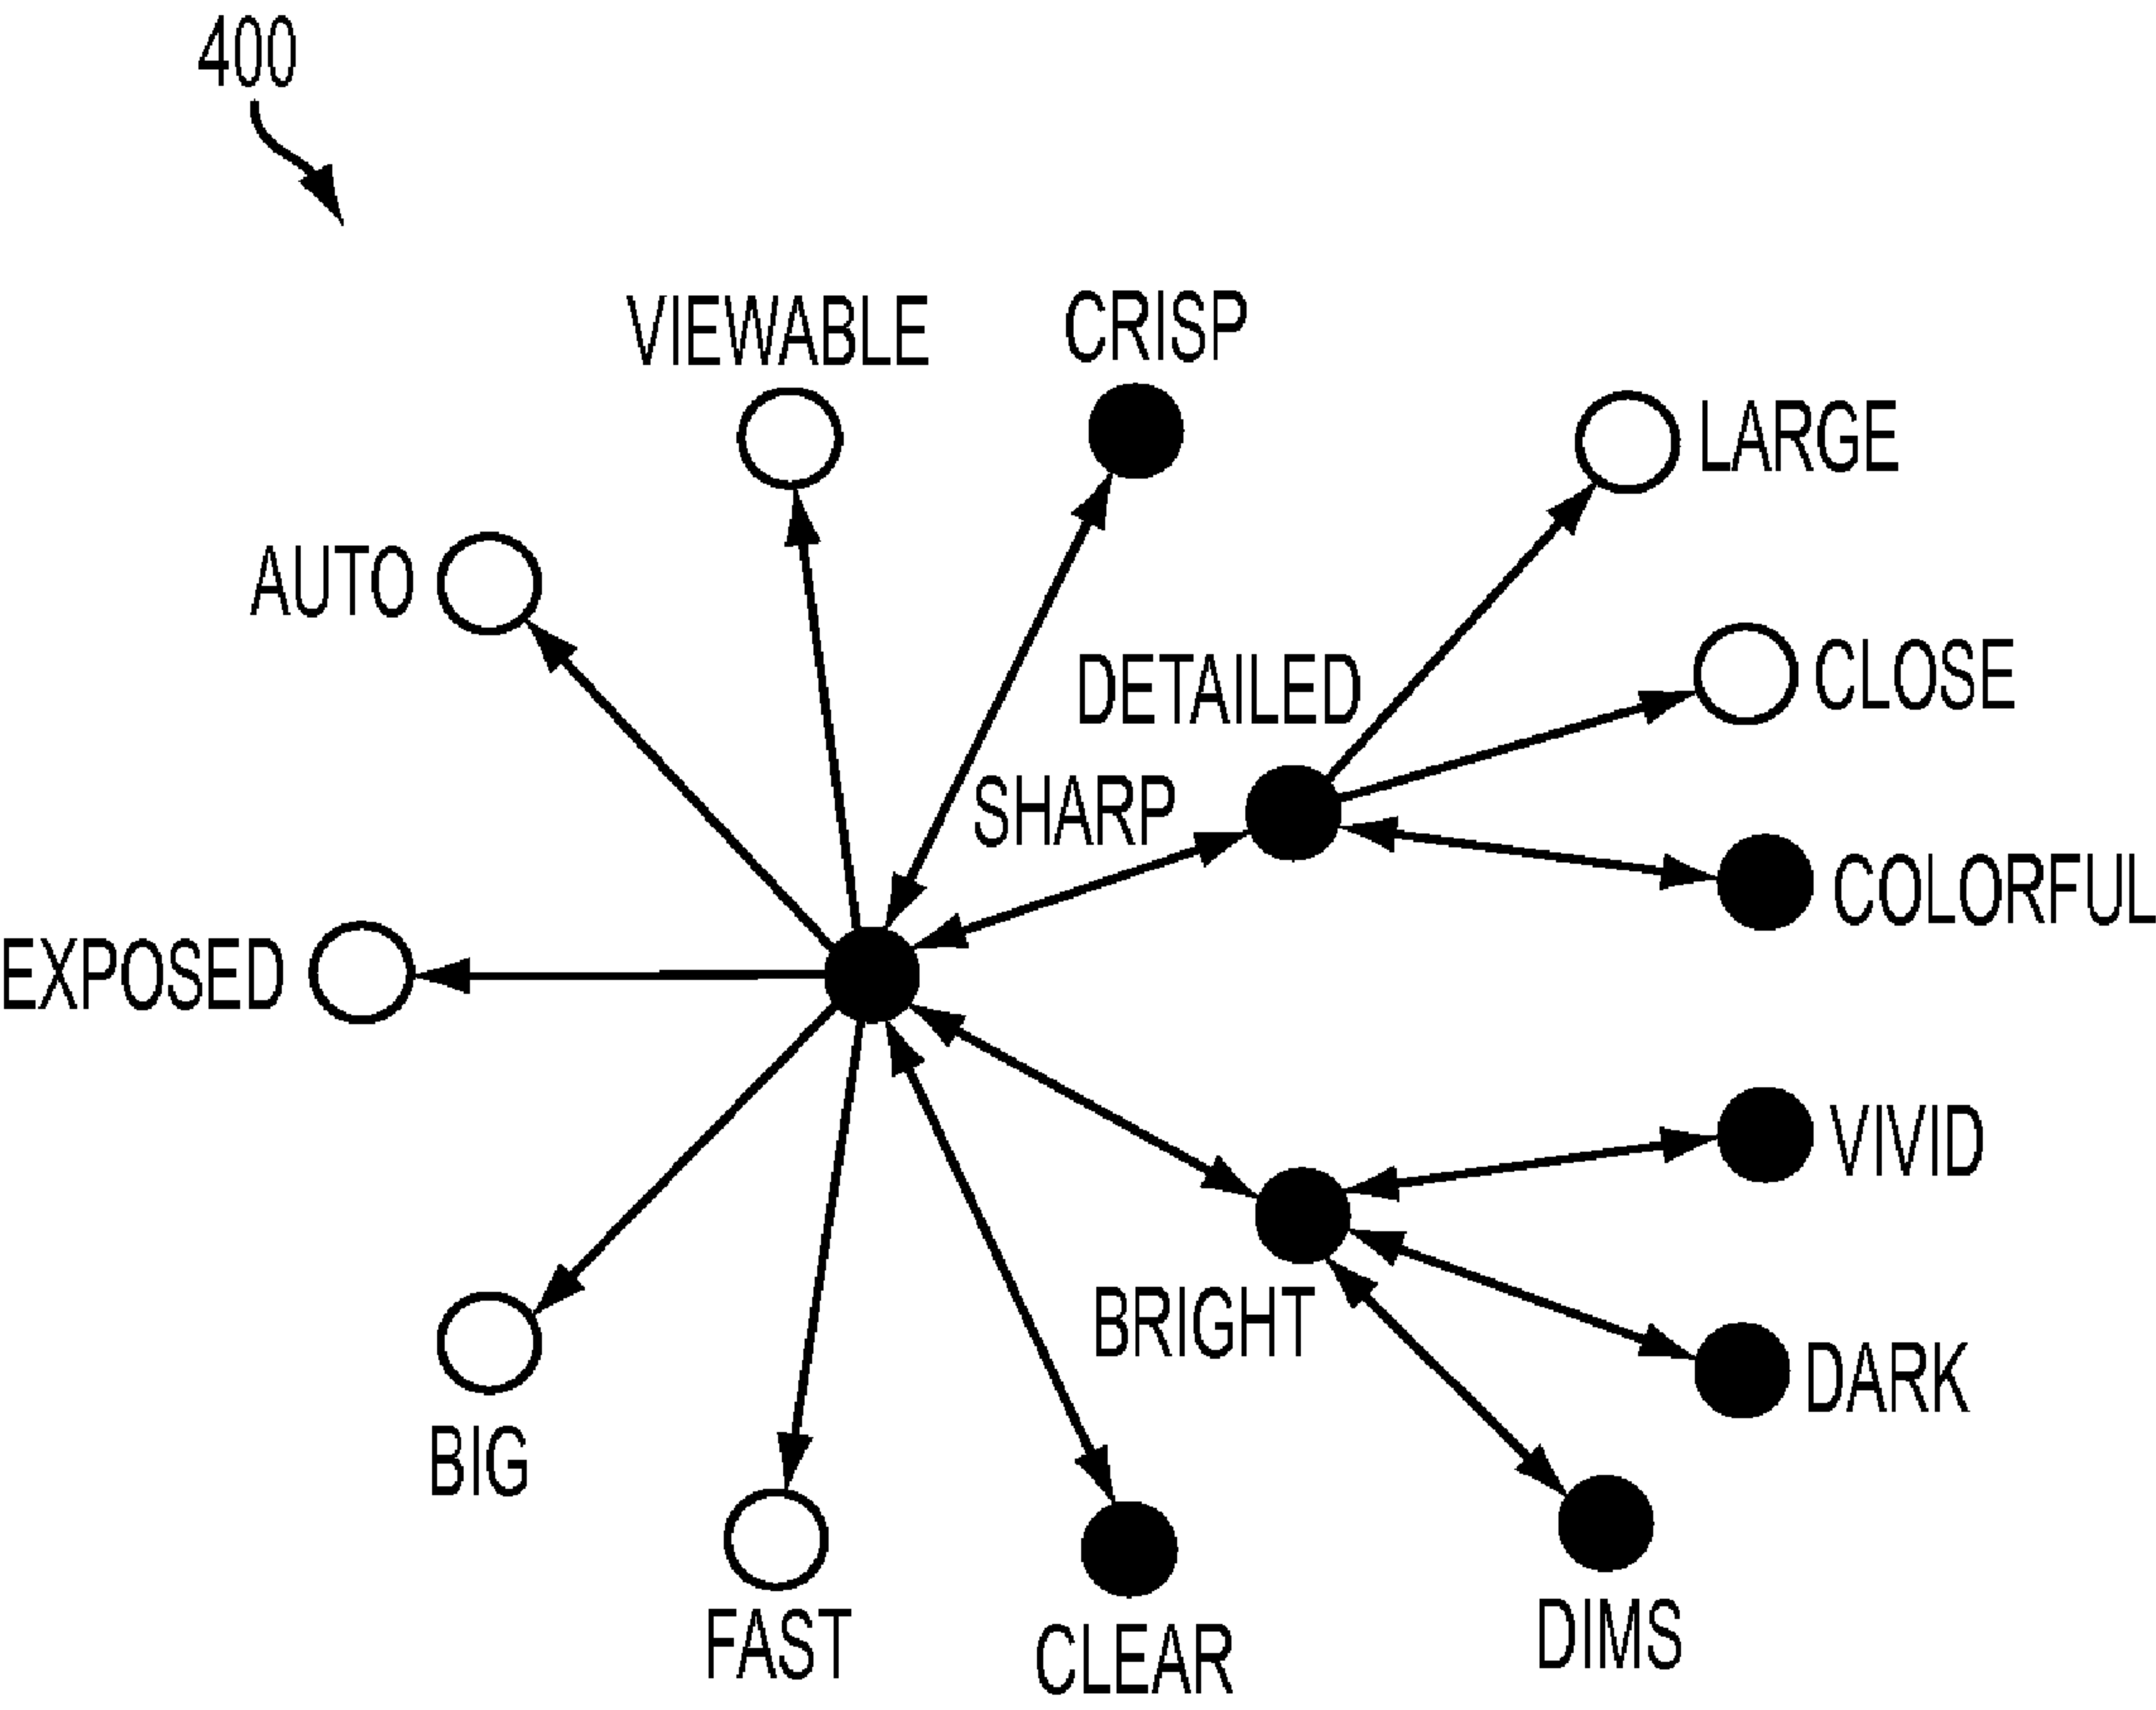 400
VIEWABLE
CRISP
LARGE
AUTO
CLOSE
DETAILED
SHARP
COLORFUL
EXPOSED
VIVID
BRIGHT
DARK
BIG
FAST
CLEAR
DIMS